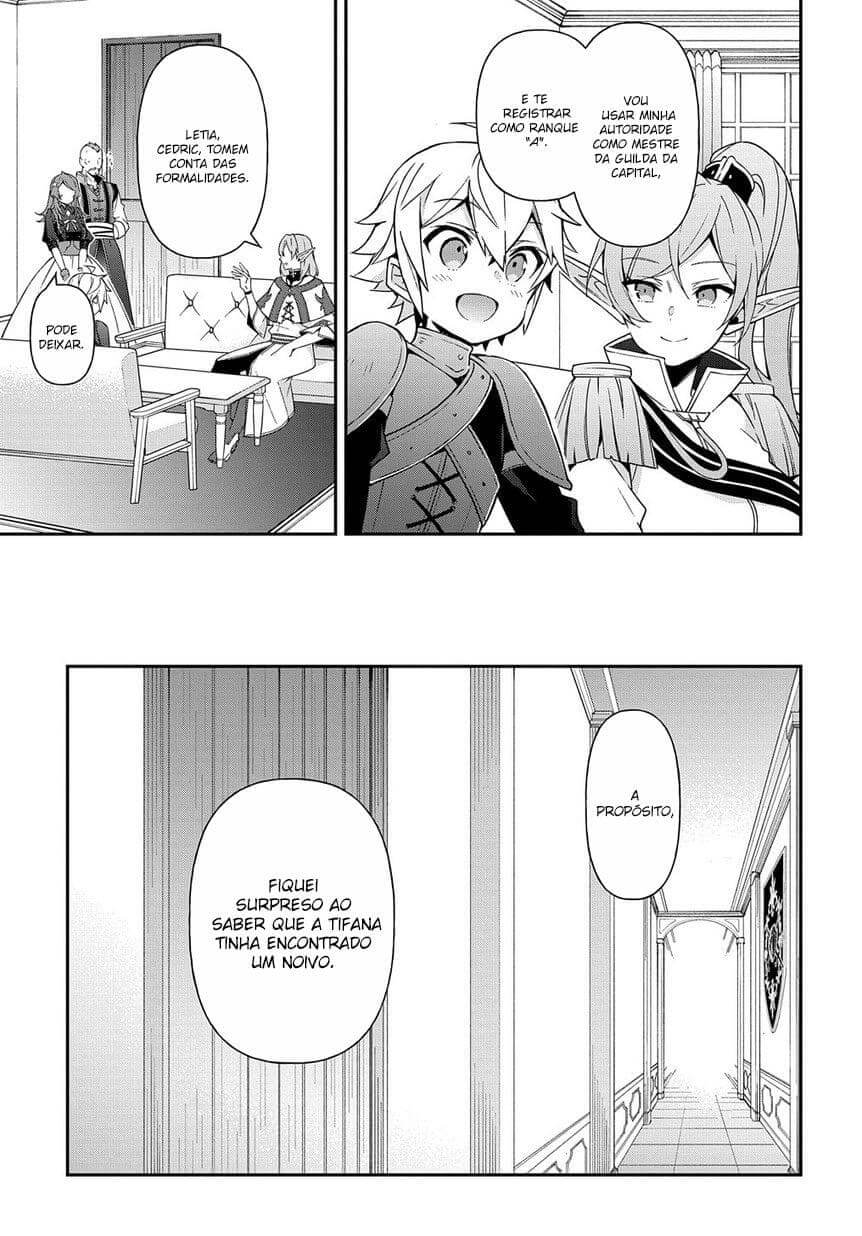 VOU
USAR MINHA
AUTORIDADE
COMO MESTRE
DA GUILDA DA
CAPITAL,
E TE
REGISTRAR
COMO RANQUE
"A".
LETIA,
CEDRIC, TOMEM
CONTA DAS
FORMALIDADES.
PODE
DEIXAR.
A
PROPÓSITO,
FIQUEI
SURPRESO AO
SABER QUE A TIFANA
TINHA ENCONTRADO
UM NOIVO.